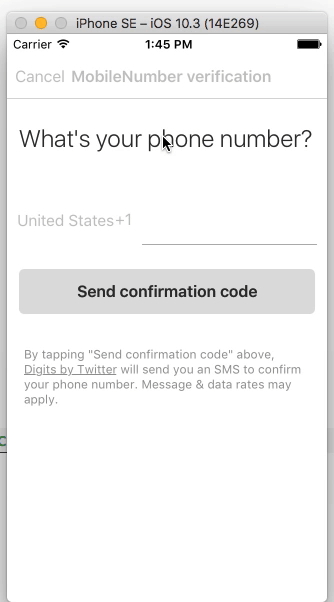 iPhone SE – iOS 10.3 (14E269)
Carrier 1:45 PM
Cancel MobileNumber verification
What's your phone number?
United States+1
Send confirmation code
By tapping "Send confirmation code" above,
Digits by Twitter will send you an SMS to confirm
your phone number. Message & data rates may
apply.